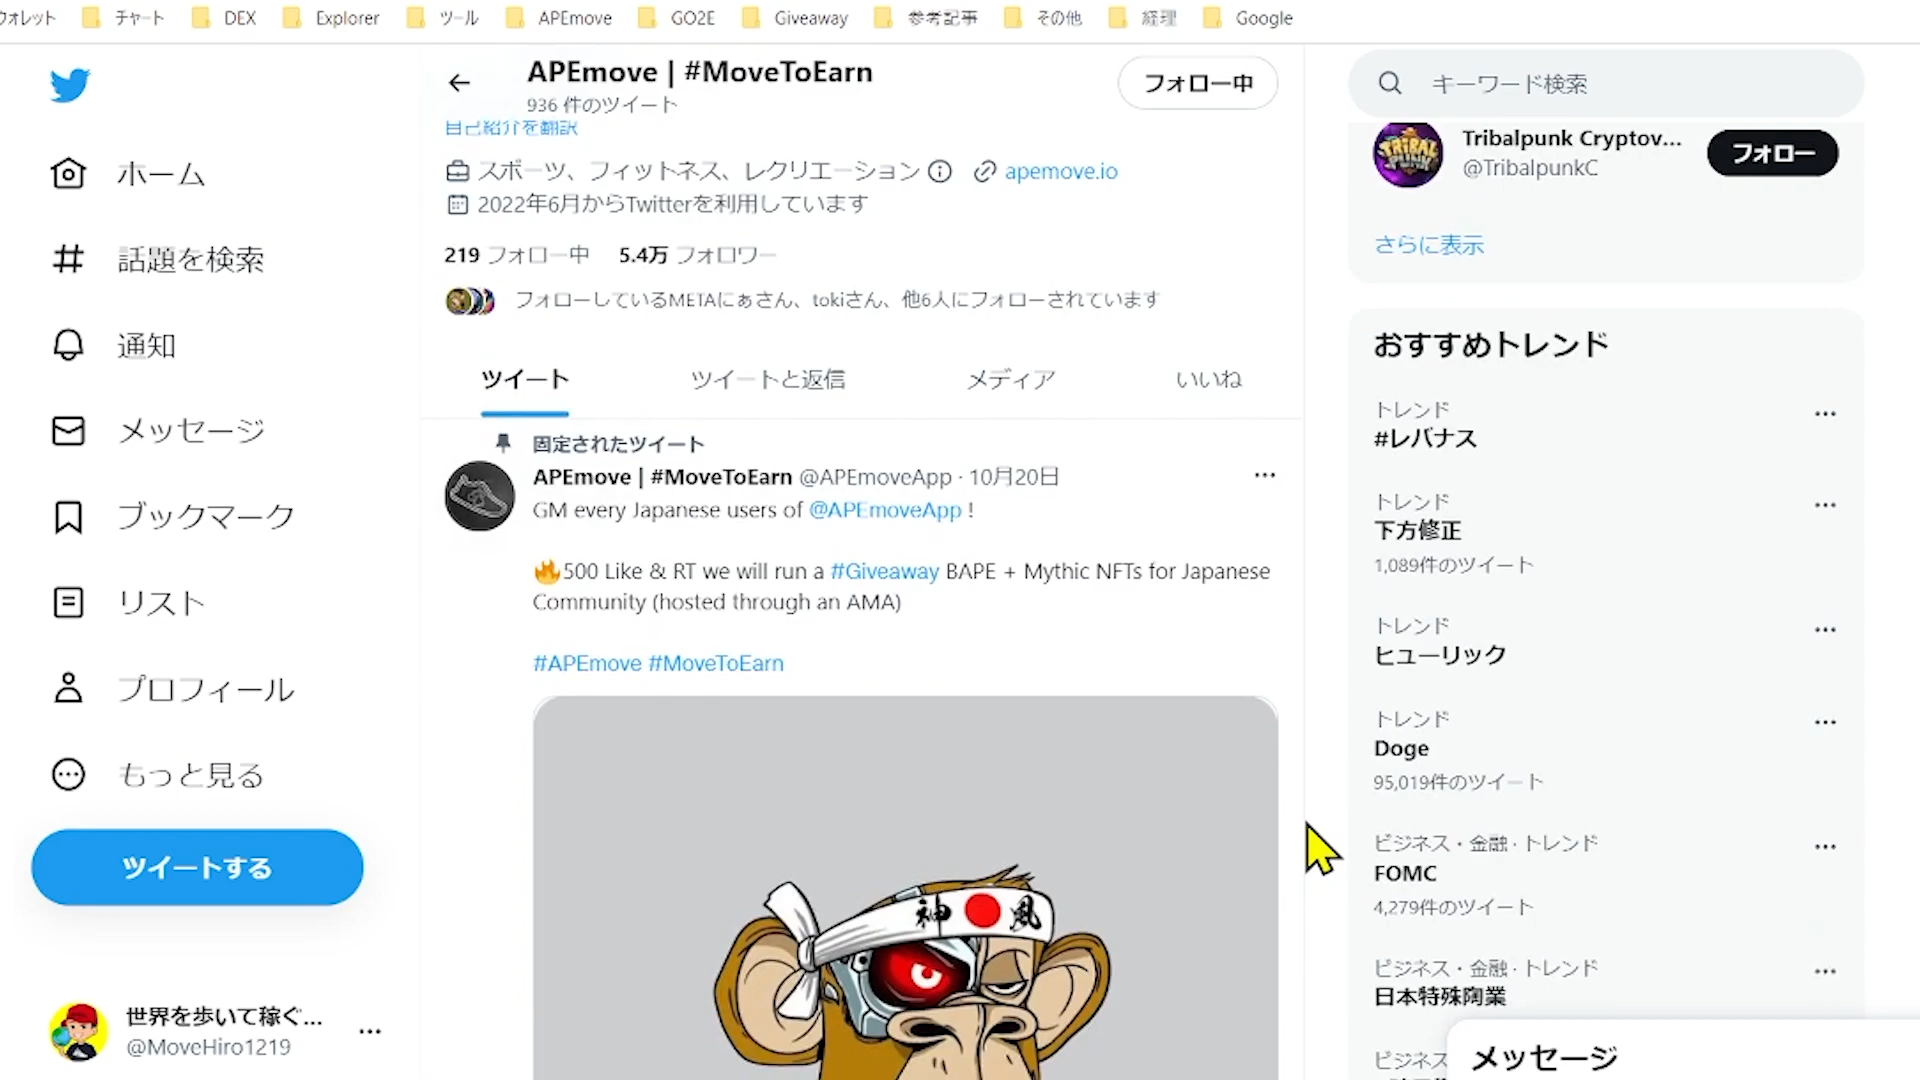 ウォレット チャート DEX Explorer ツール APEmove GO2E Giveaway 参考記事 その他 経理 Google
APEmove | #MoveToEarn
936 件のツイート
フォロー中
自己紹介を翻訳
スポーツ、フィットネス、レクリエーション apemove.io
2022年6月からTwitterを利用しています
219 フォロー中 5.4万 フォロワー
フォローしているMETAにぁさん、tokiさん、他6人にフォローされています
ツイート ツイートと返信 メディア いいね
固定されたツイート
APEmove | #MoveToEarn @APEmoveApp · 10月20日 ...
GM every Japanese users of @APEmoveApp !
🔥500 Like & RT we will run a #Giveaway BAPE + Mythic NFTs for Japanese
Community (hosted through an AMA)
#APEmove #MoveToEarn
神 風
ホーム
話題を検索
通知
メッセージ
ブックマーク
リスト
プロフィール
もっと見る
ツイートする
世界を歩いて稼ぐ...
@MoveHiro1219
キーワード検索
Tribalpunk Cryptov...
@TribalpunkC
フォロー
さらに表示
おすすめトレンド
トレンド
#レバナス
トレンド
下方修正
1,089件のツイート
トレンド
ヒューリック
トレンド
Doge
95,019件のツイート
ビジネス・金融 · トレンド
FOMC
4,279件のツイート
ビジネス・金融 · トレンド
日本特殊陶業
ビジネス
メッセージ